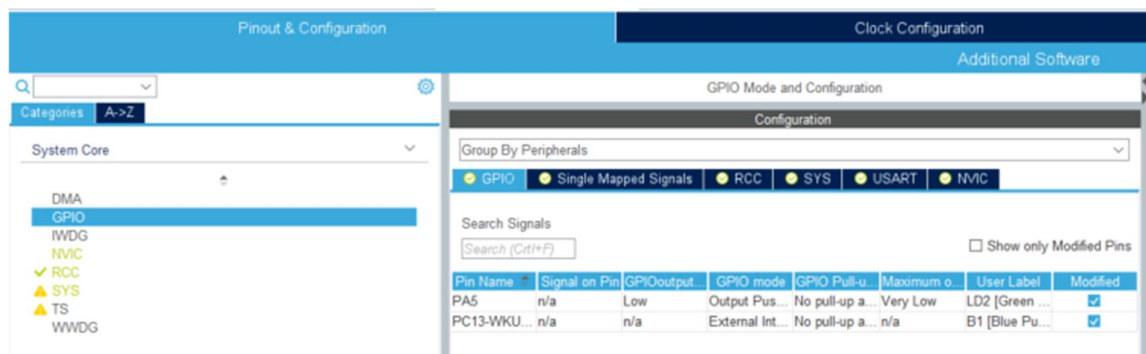 Pinout & Configuration
Clock Configuration
Additional Software
Categories A->Z
System Core
DMA
GPIO
IWDG
NVIC
RCC
SYS
TS
WWDG
GPIO Mode and Configuration
Configuration
Group By Peripherals
GPIO Single Mapped Signals RCC SYS USART NVIC
Search Signals
Search (Crtl+F)
Show only Modified Pins
Pin Name Signal on Pin GPIOoutput... GPIO mode GPIO Pull-u... Maximum o... User Label Modified
PA5 n/a Low Output Pus... No pull-up a... Very Low LD2 [Green ...
PC13-WKU... n/a n/a External Int... No pull-up a... n/a B1 [Blue Pu...